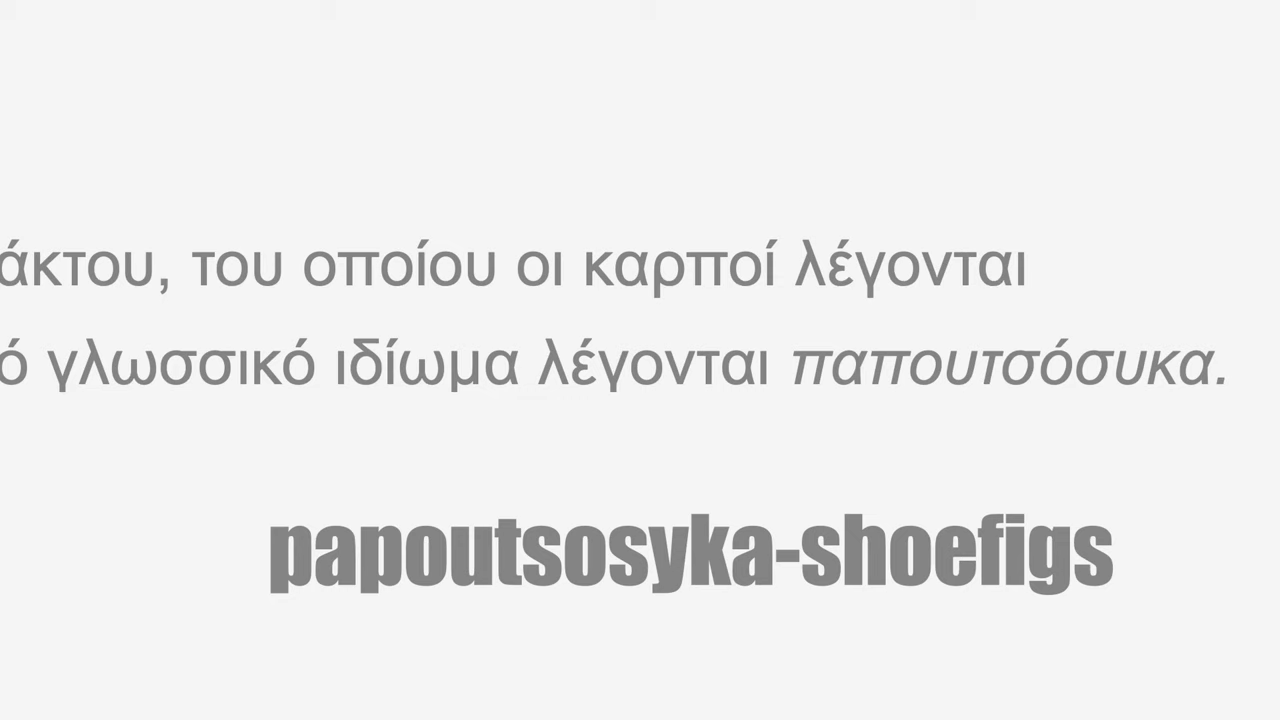 άκτου, του οποίου οι καρποί λέγονται
ό γλωσσικό ιδίωμα λέγονται παπουτσόσυκα.
papoutsosyka-shoefigs